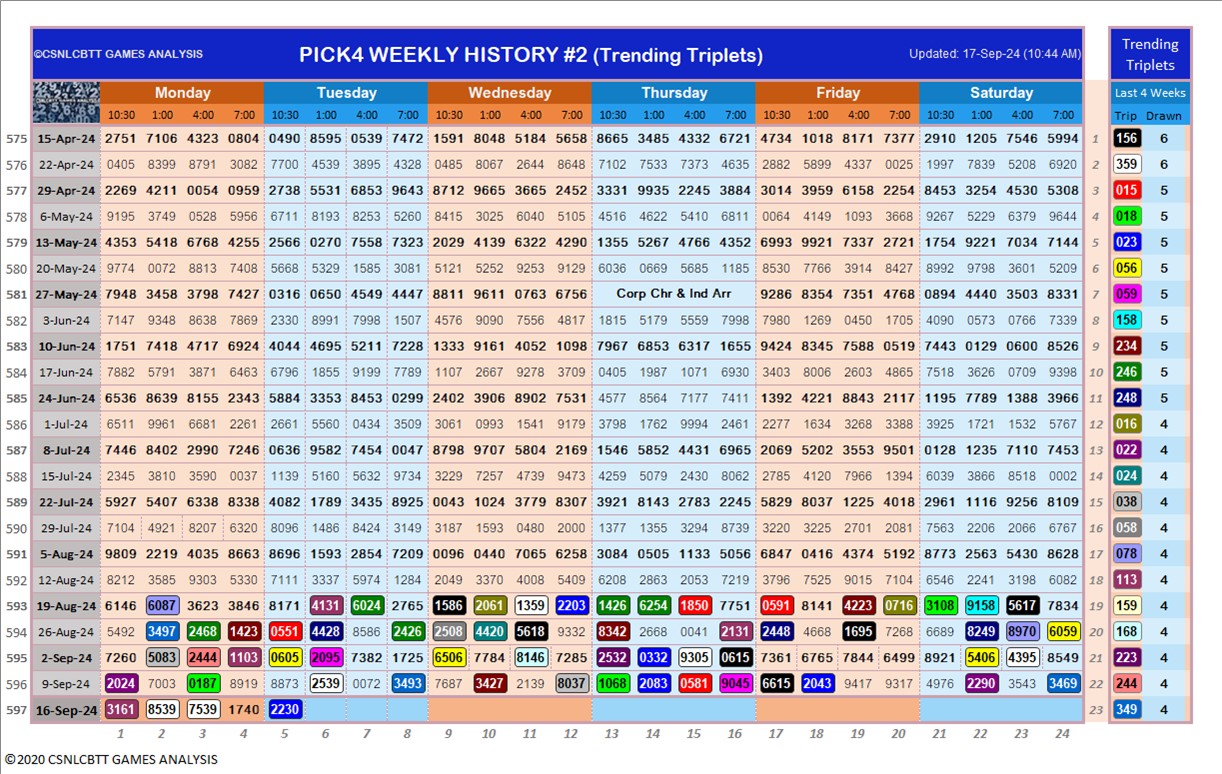 ©CSNLCBTT GAMES ANALYSIS PICK4 WEEKLY HISTORY #2 (Trending Triplets) Updated: 17-Sep-24 (10:44 AM) Trending
Triplets
Monday Tuesday Wednesday Thursday Friday Saturday Last 4 Weeks
10:30 1:00 4:00 7:00 10:30 1:00 4:00 7:00 10:30 1:00 4:00 7:00 10:30 1:00 4:00 7:00 10:30 1:00 4:00 7:00 10:30 1:00 4:00 7:00 Trip Drawn
575 15-Apr-24 2751 7106 4323 0804 0490 8595 0539 7472 1591 8048 5184 5658 8665 3485 4332 6721 4734 1018 8171 7377 2910 1205 7546 5994 1 156 6
576 22-Apr-24 0405 8399 8791 3082 7700 4539 3895 4328 0485 8067 2644 8648 7102 7533 7373 4635 2882 5899 4337 0025 1997 7839 5208 6920 2 359 6
577 29-Apr-24 2269 4211 0054 0959 2738 5531 6853 9643 8712 9665 3665 2452 3331 9935 2245 3884 3014 3959 6158 2254 8453 3254 4530 5308 3 015 5
578 6-May-24 9195 3749 0528 5956 6711 8193 8253 5260 8415 3025 6040 5105 4516 4622 5410 6811 0064 4149 1093 3668 9267 5229 6379 9644 4 018 5
579 13-May-24 4353 5418 6768 4255 2566 0270 7558 7323 2029 4139 6322 4290 1355 5267 4766 4352 6993 9921 7337 2721 1754 9221 7034 7144 5 023 5
580 20-May-24 9774 0072 8813 7408 5668 5329 1585 3081 5121 5252 9253 9129 6036 0669 5685 1185 8530 7766 3914 8427 8992 9798 3601 5209 6 056 5
581 27-May-24 7948 3458 3798 7427 0316 0650 4549 4447 8811 9611 0763 6756 Corp Chr & Ind Arr 9286 8354 7351 4768 0894 4440 3503 8331 7 059 5
582 3-Jun-24 7147 9348 8638 7869 2330 8991 7998 1507 4576 9090 7556 4817 1815 5179 5559 7998 7980 1269 0450 1705 4090 0573 0766 7339 8 158 5
583 10-Jun-24 1751 7418 4717 6924 4044 4695 5211 7228 1333 9161 4052 1098 7967 6853 6317 1655 9424 8345 7588 0519 7443 0129 0600 8526 9 234 5
584 17-Jun-24 7882 5791 3871 6463 6796 1855 9199 7789 1107 2667 9278 3709 0405 1987 1071 6930 3403 8006 2603 4865 7518 3626 0709 9398 10 246 5
585 24-Jun-24 6536 8639 8155 2343 5884 3353 8453 0299 2402 3906 8902 7531 4577 8564 7177 7411 1392 4221 8843 2117 1195 7789 1388 3966 11 248 5
586 1-Jul-24 6511 9961 6681 2261 2661 5560 0434 3509 3061 0993 1541 9179 3798 1762 9994 2461 2277 1634 3268 3388 3925 1721 1532 5767 12 016 4
587 8-Jul-24 7446 8402 2990 7246 0636 9582 7454 0047 8798 9707 5804 2169 1546 5852 4431 6965 2069 5202 3553 9501 0128 1235 7110 7453 13 022 4
588 15-Jul-24 2345 3810 3590 0037 1139 5160 5632 9734 2249 7257 4739 9473 4259 5079 2430 8062 2785 4120 7966 1394 6039 3866 8518 0002 14 024 4
589 22-Jul-24 5927 5407 6338 8338 4082 1789 3435 8925 0043 1024 3779 8307 3921 8143 2783 2245 5829 8037 1225 4018 2961 1116 9256 8109 15 038 4
590 29-Jul-24 7104 4921 8207 6320 8096 1486 8424 3149 3187 1593 0480 2000 1377 1355 3294 8739 3220 3225 2701 2081 7563 2206 2066 6767 16 058 4
591 5-Aug-24 9809 2219 4035 8663 8696 1593 2854 7209 0096 0440 7065 6258 3084 0505 1133 5056 6847 0416 4374 5192 8773 2563 5430 8628 17 078 4
592 12-Aug-24 8212 3585 9303 5330 7111 3337 5974 1284 2049 3370 4008 5409 6208 2863 2053 7219 3796 7525 9015 7104 6546 2241 3198 6082 18 113 4
593 19-Aug-24 6146 6087 3623 3846 8171 4131 6024 2765 1586 2061 1359 2203 1426 6254 1850 7751 0591 8141 4223 0716 3108 9158 5617 7834 19 159 4
594 26-Aug-24 5492 3497 2468 1423 0551 4428 8586 2426 2508 4420 5618 9332 8342 2668 0041 2131 2448 4668 1695 7268 6689 8249 8970 6059 20 168 4
595 2-Sep-24 7260 5083 2444 1103 0605 2095 7382 1725 6506 7784 8146 7285 2532 0332 9305 0615 7361 6765 7844 6499 8921 5406 4395 8549 21 223 4
596 9-Sep-24 2024 7003 0187 8919 8873 2539 0072 3493 7687 3427 2139 8037 1068 2083 0581 9045 6615 2043 9417 9317 4976 2290 3543 3469 22 244 4
597 16-Sep-24 3161 8539 7539 1740 2230 23 349 4
1 2 3 4 5 6 7 8 9 10 11 12 13 14 15 16 17 18 19 20 21 22 23 24
©2020 CSNLCBTT GAMES ANALYSIS